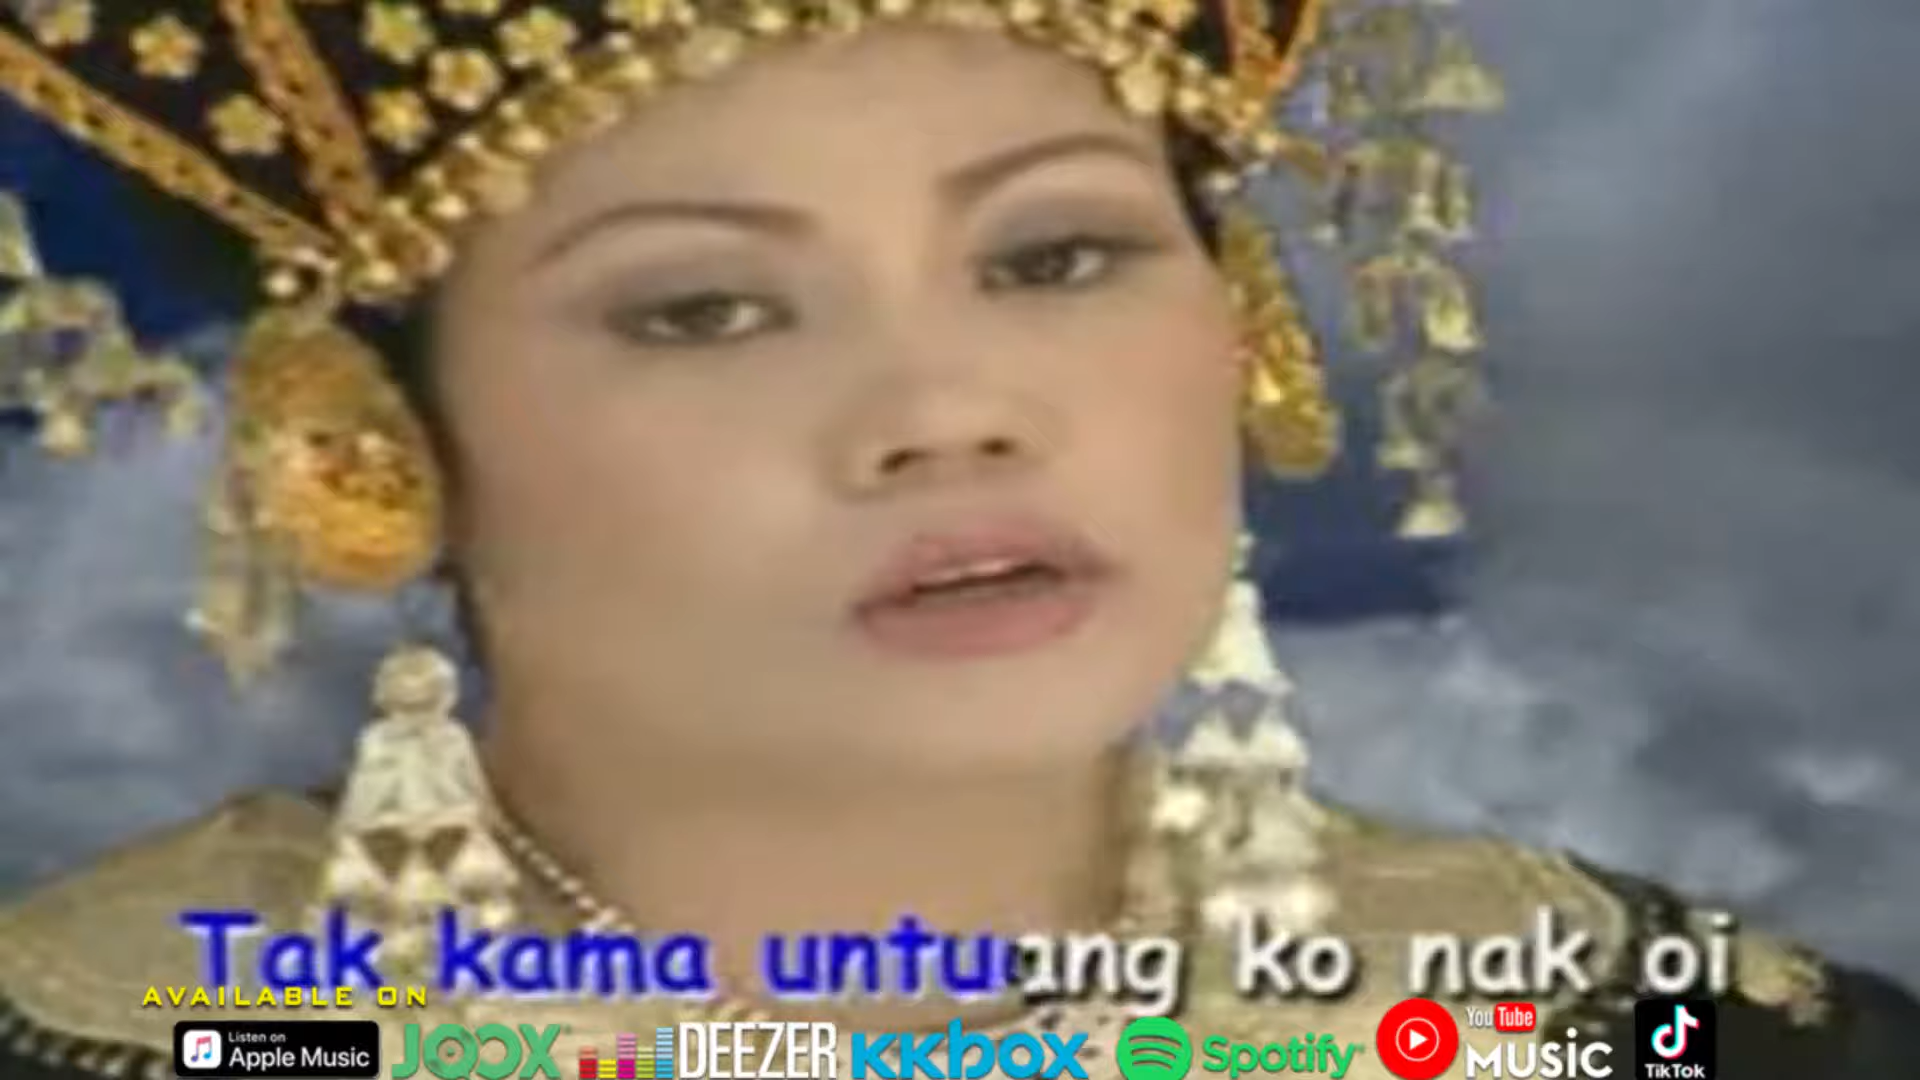 Tak kama untuang ko nak oi
AVAILABLE ON
Listen on Apple Music JOOX DEEZER KKBOX Spotify YouTube MUSIC TikTok